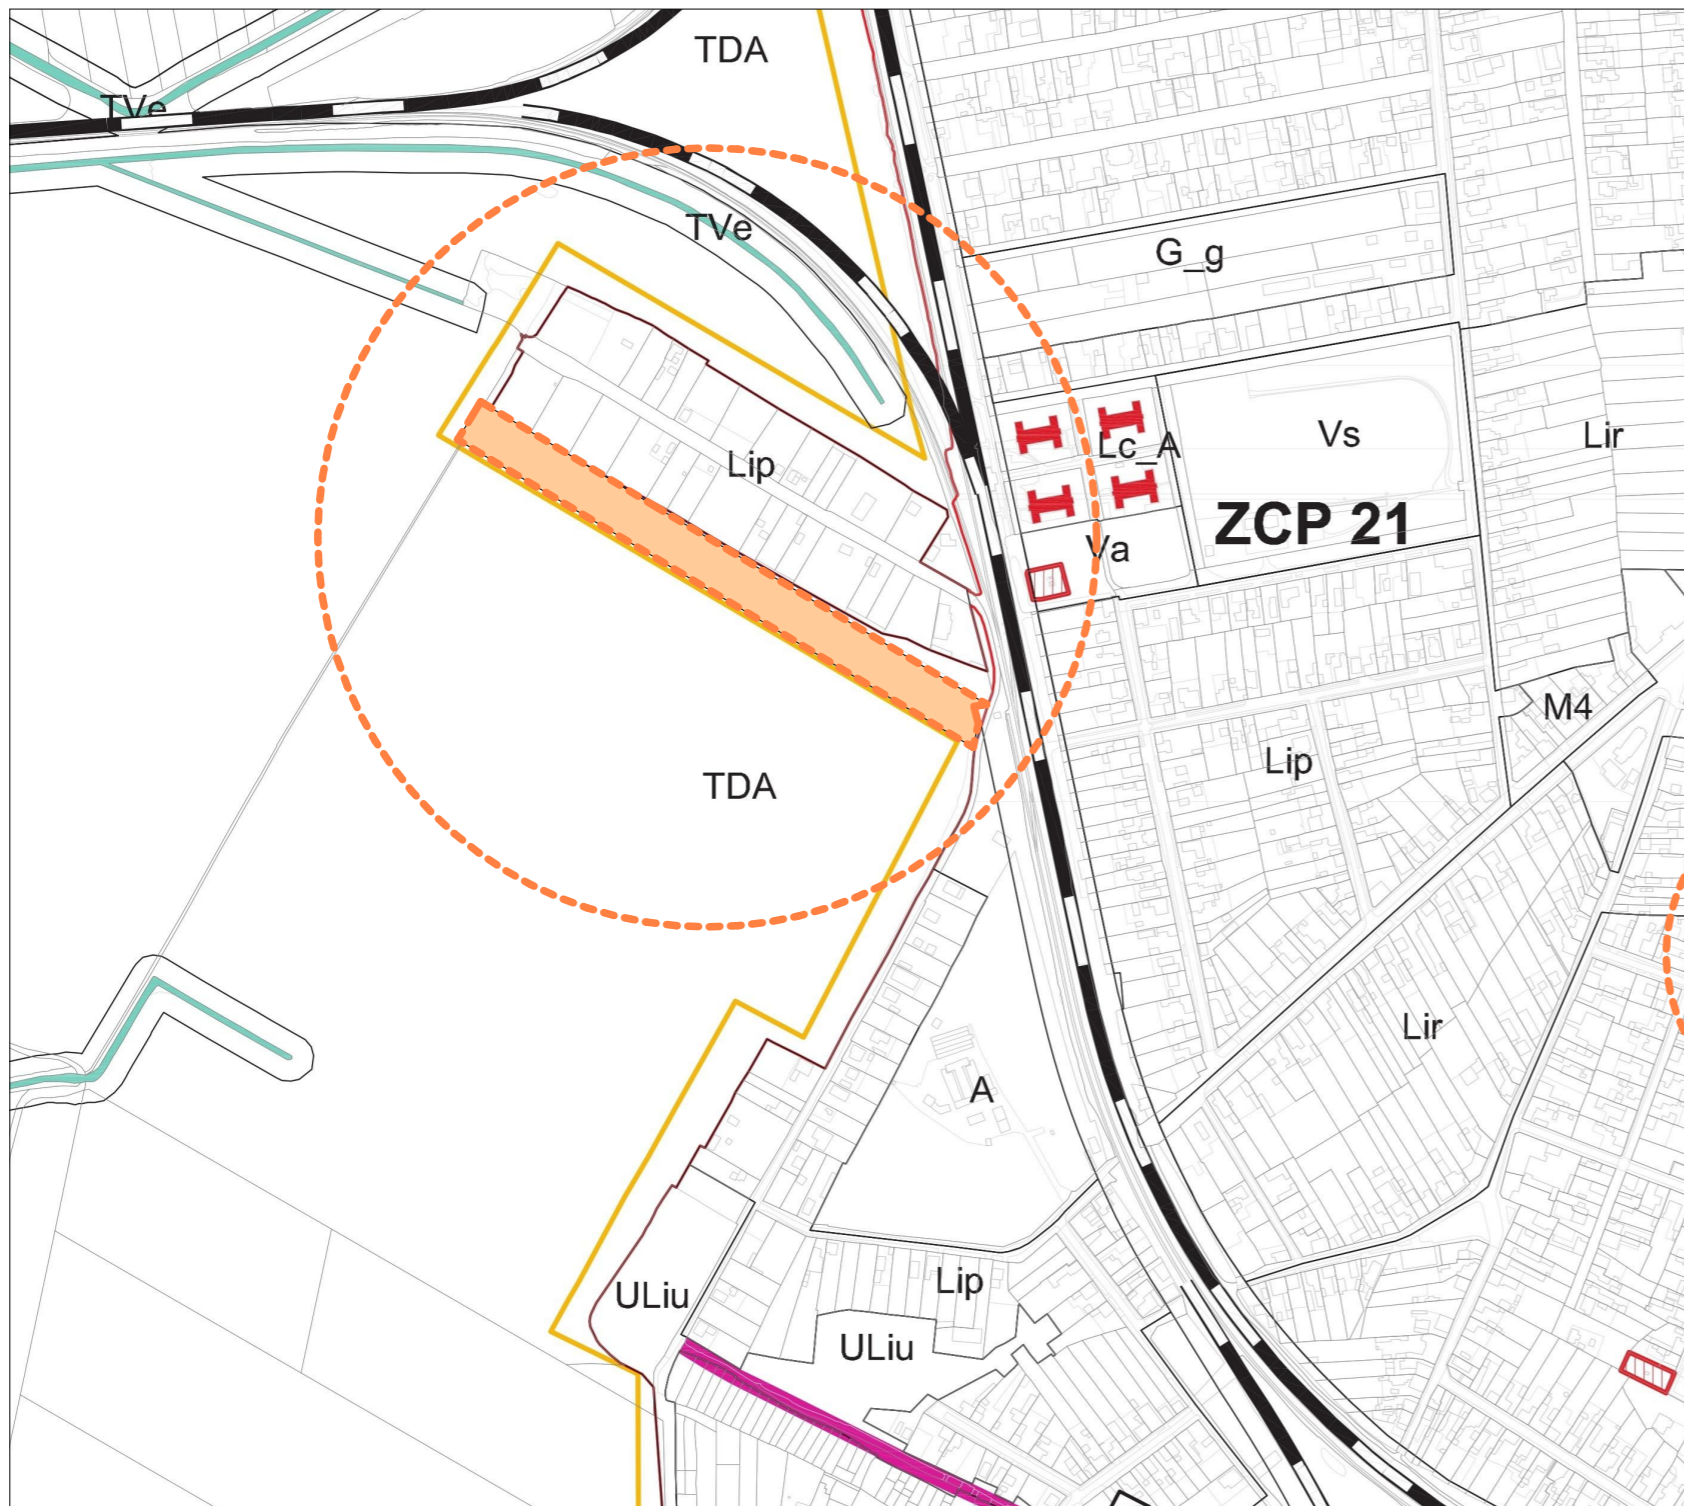 TDA
TVe
TVe
G_g
Lip
Lc_A
Vs
Lir
ZCP 21
Va
M4
Lip
TDA
Lir
A
ULiu
Lip
ULiu